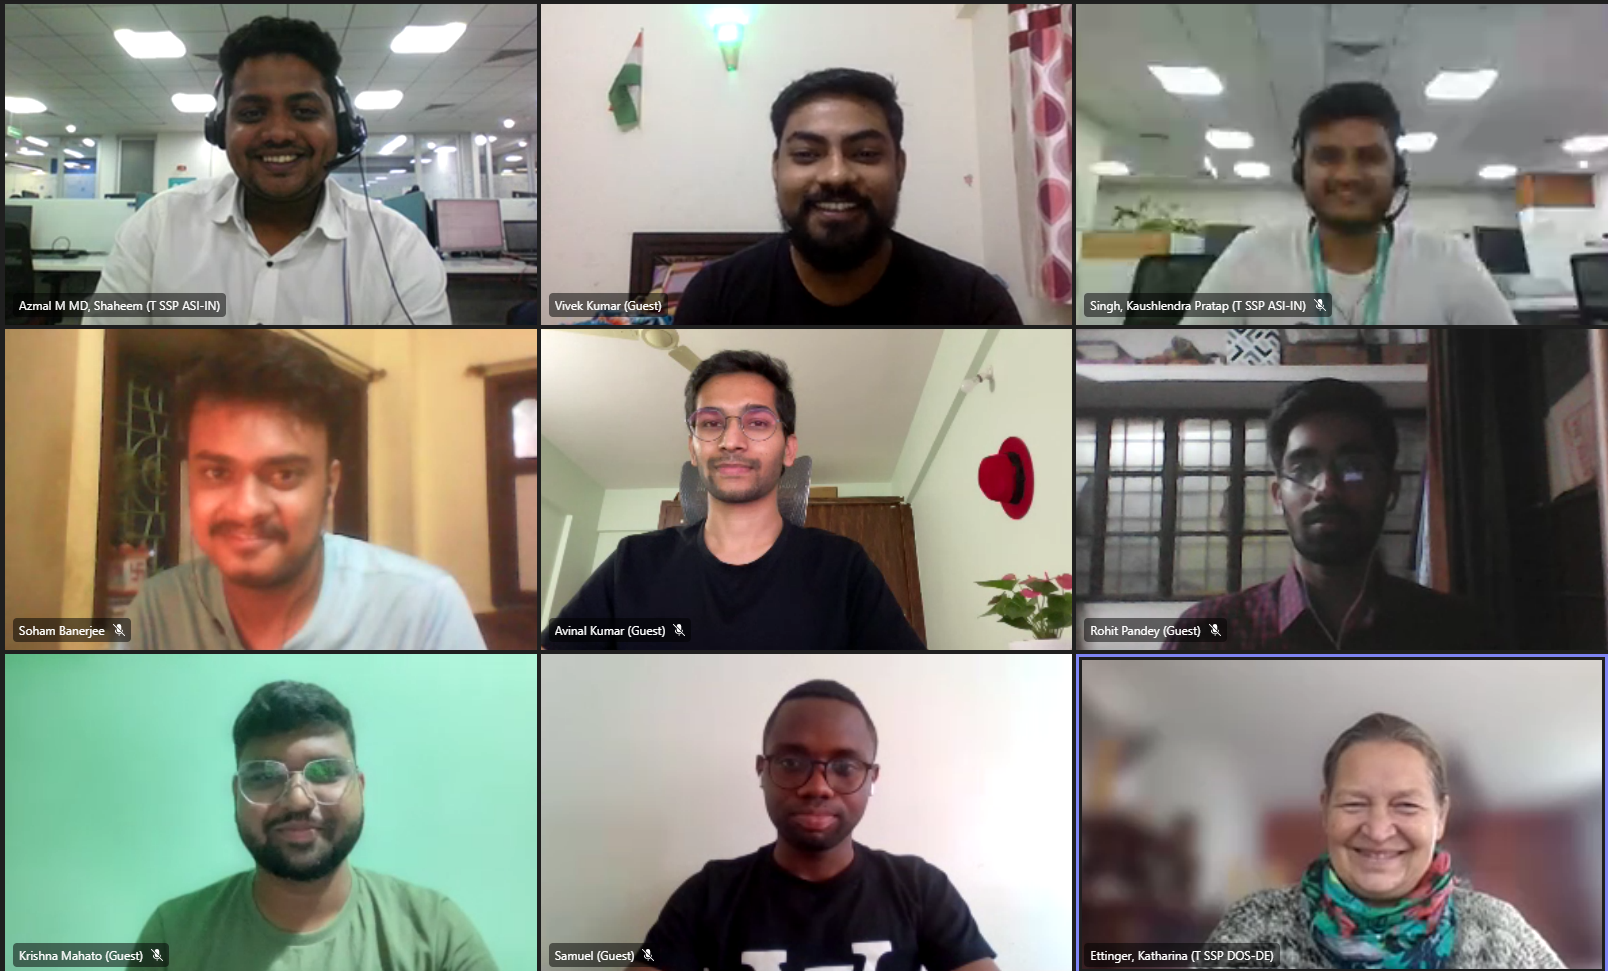 Azmal M MD, Shaheem (T SSP ASI-IN)
Vivek Kumar (Guest)
Singh, Kaushlendra Pratap (T SSP ASI-IN)
Soham Banerjee
Avinal Kumar (Guest)
Rohit Pandey (Guest)
Krishna Mahato (Guest)
Samuel (Guest)
Ettinger, Katharina (T SSP DOS-DE)